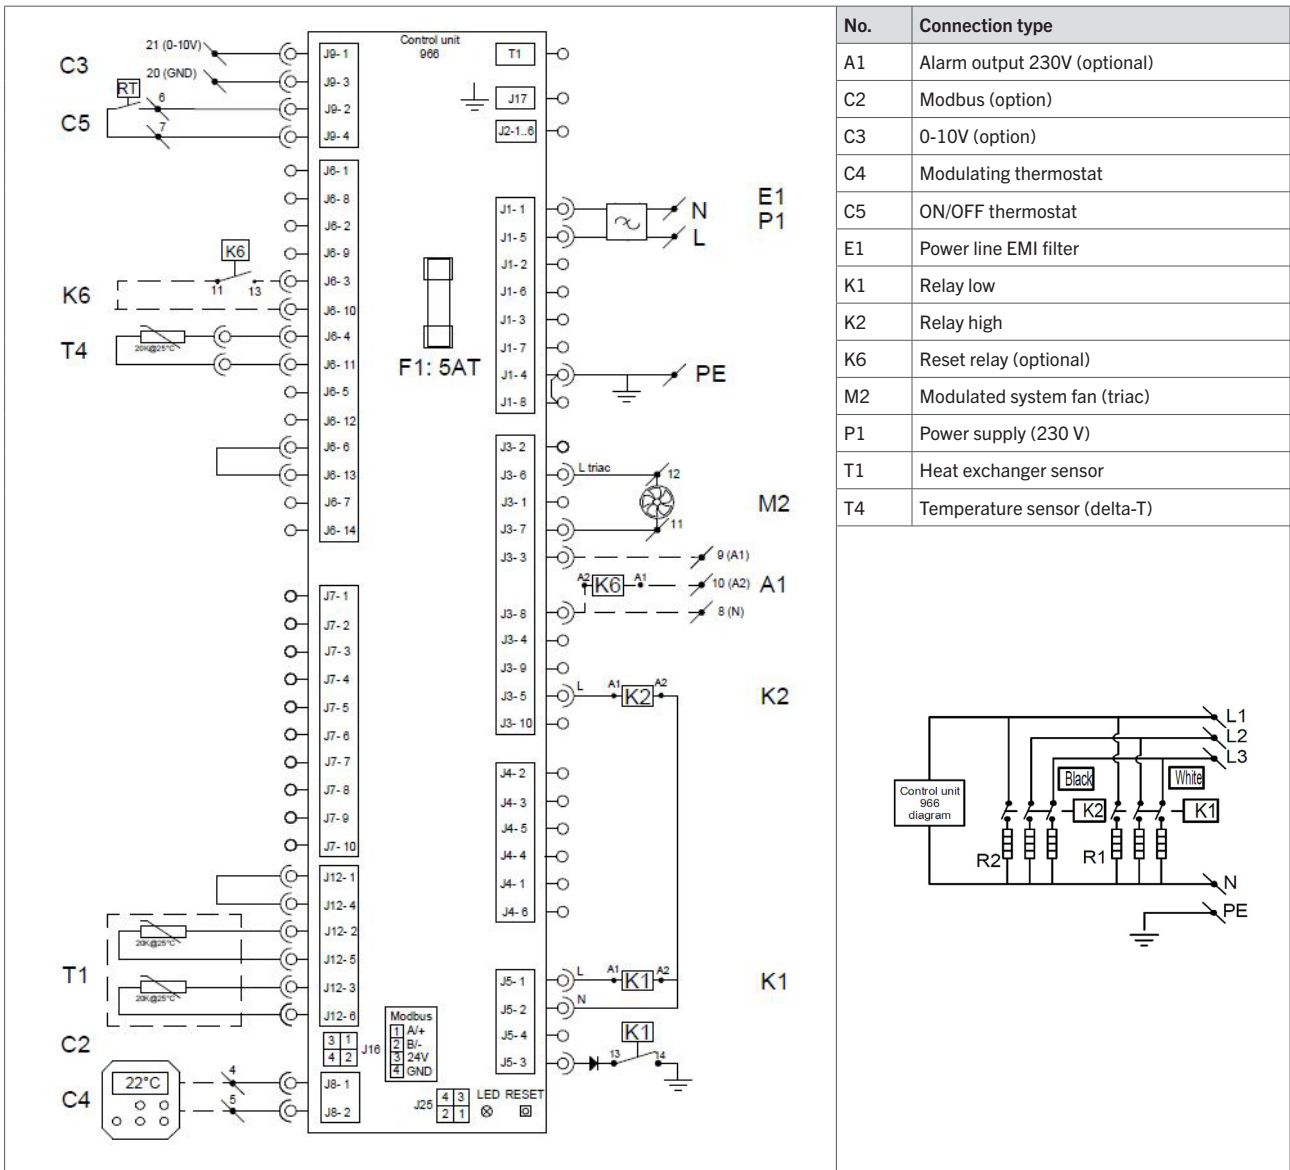 Control unit
966
C3
21 (0-10V)
20 (GND)
RT
6
C5
7
J9- 1
J9- 3
J9- 2
J9- 4
J6- 1
J6- 8
J6- 2
J6- 9
J6- 3
J6- 10
J6- 4
J6- 11
J6- 5
J6- 12
J6- 6
J6- 13
J6- 7
J6- 14
K6
K6
11
13
T4
20K@25°C
J7- 1
J7- 2
J7- 3
J7- 4
J7- 5
J7- 6
J7- 7
J7- 8
J7- 9
J7- 10
J12- 1
J12- 4
J12- 2
J12- 5
J12- 3
J12- 6
T1
20K@25°C
20K@25°C
C2
C4
22°C
4
5
J8- 1
J8- 2
3 1
4 2
J16
Modbus
1 A/+
2 B/-
3 24V
4 GND
J25
4 3
2 1
LED RESET
F1: 5AT
T1
J17
J2-1..6
J1- 1
J1- 5
J1- 2
J1- 6
J1- 3
J1- 7
J1- 4
J1- 8
N
L
E1
P1
PE
J3- 2
J3- 6
J3- 1
J3- 7
J3- 3
J3- 8
J3- 4
J3- 9
J3- 5
J3- 10
L triac
12
11
M2
9 (A1)
A2
K6
A1
10 (A2)
A1
8 (N)
L
A1
K2
A2
K2
J4- 2
J4- 3
J4- 5
J4- 4
J4- 1
J4- 6
J5- 1
J5- 2
J5- 4
J5- 3
L
A1
K1
A2
K1
N
K1
13
14
No. Connection type
A1 Alarm output 230V (optional)
C2 Modbus (option)
C3 0-10V (option)
C4 Modulating thermostat
C5 ON/OFF thermostat
E1 Power line EMI filter
K1 Relay low
K2 Relay high
K6 Reset relay (optional)
M2 Modulated system fan (triac)
P1 Power supply (230 V)
T1 Heat exchanger sensor
T4 Temperature sensor (delta-T)
L1
L2
L3
Black
White
Control unit
966
diagram
K2
K1
R2
R1
N
PE